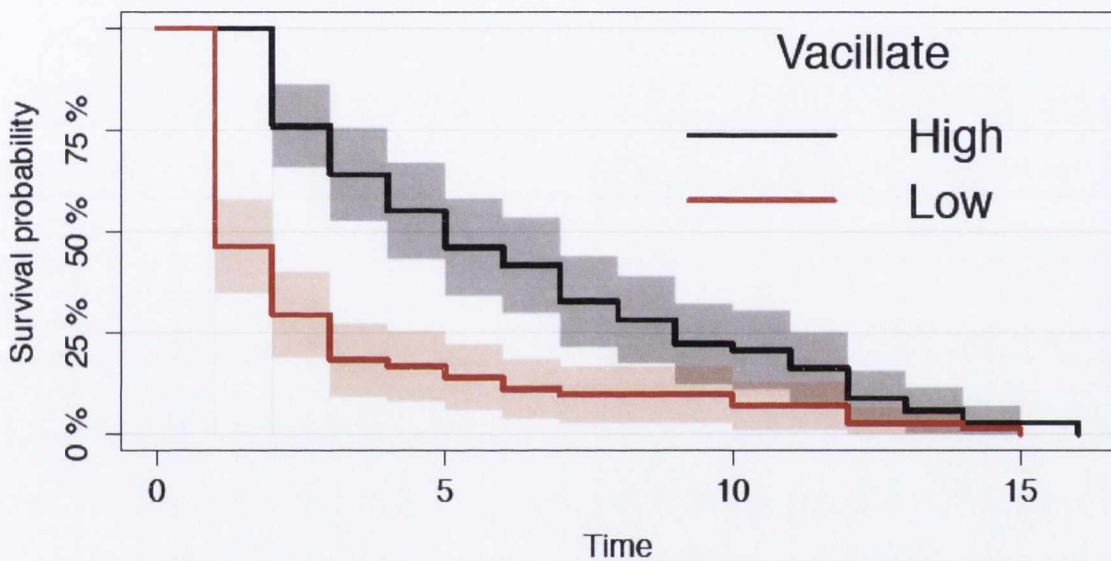 Vacillate
High
Low
Survival probability
75 %
50 %
25 %
0 %
0 5 10 15
Time